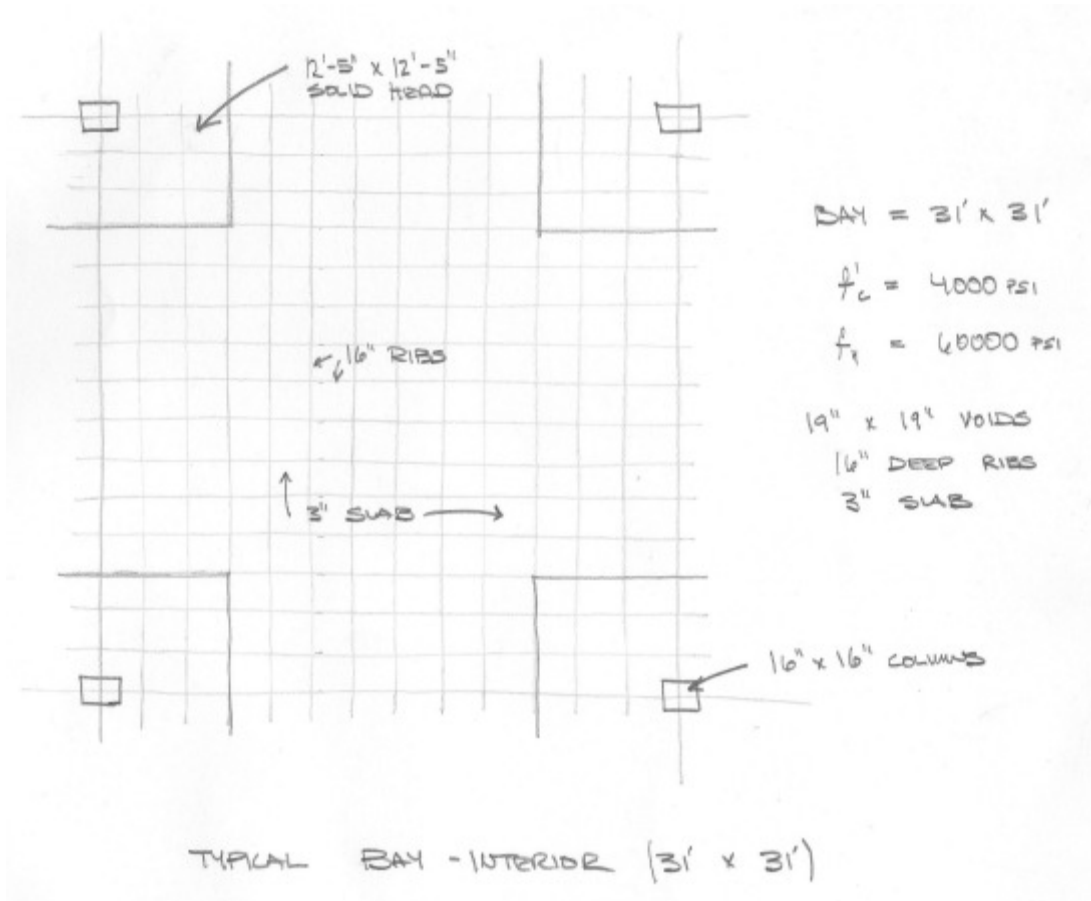 12'-5" x 12'-5"
SOLID HEAD
BAY = 31' x 31'
f'c = 4000 PSI
fy = 60000 PSI
16" RIBS
19" x 19" VOIDS
16" DEEP RIBS
3" SLAB
3" SLAB
16" x 16" COLUMNS
TYPICAL BAY - INTERIOR (31' x 31')